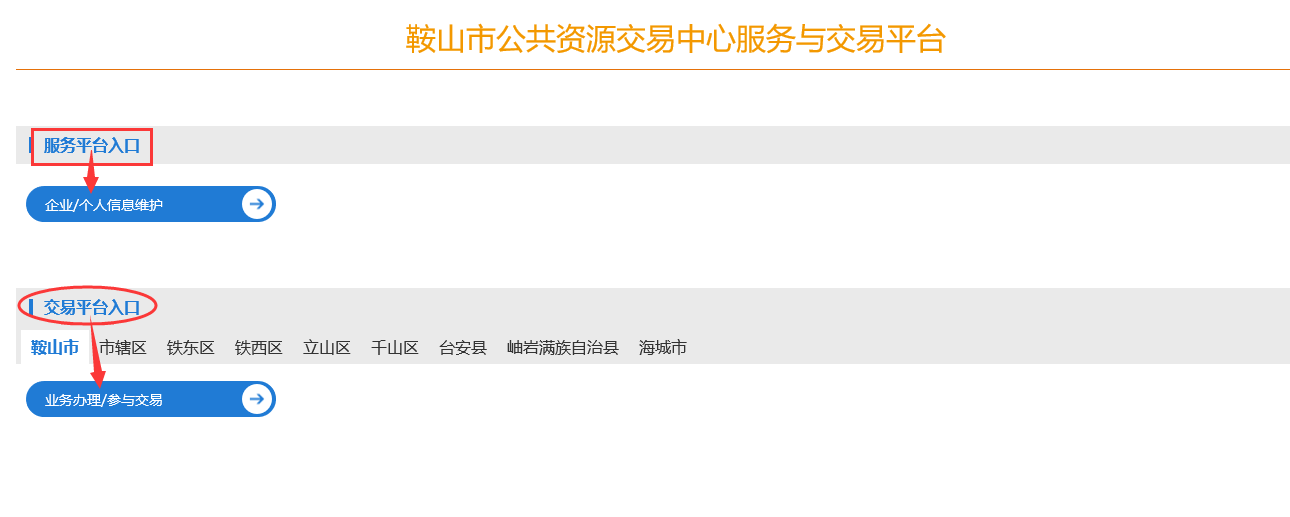 鞍山市公共资源交易中心服务与交易平台
服务平台入口
企业/个人信息维护
交易平台入口
鞍山市 市辖区 铁东区 铁西区 立山区 千山区 台安县 岫岩满族自治县 海城市
业务办理/参与交易